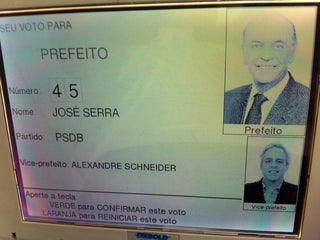 SEU VOTO PARA
PREFEITO
Número: 4 5
Nome: JOSÉ SERRA
Partido: PSDB
Vice-prefeito: ALEXANDRE SCHNEIDER
Prefeito
Vice-prefeito
Aperte a tecla:
VERDE para CONFIRMAR este voto
LARANJA para REINICIAR este voto
DIEBOLD